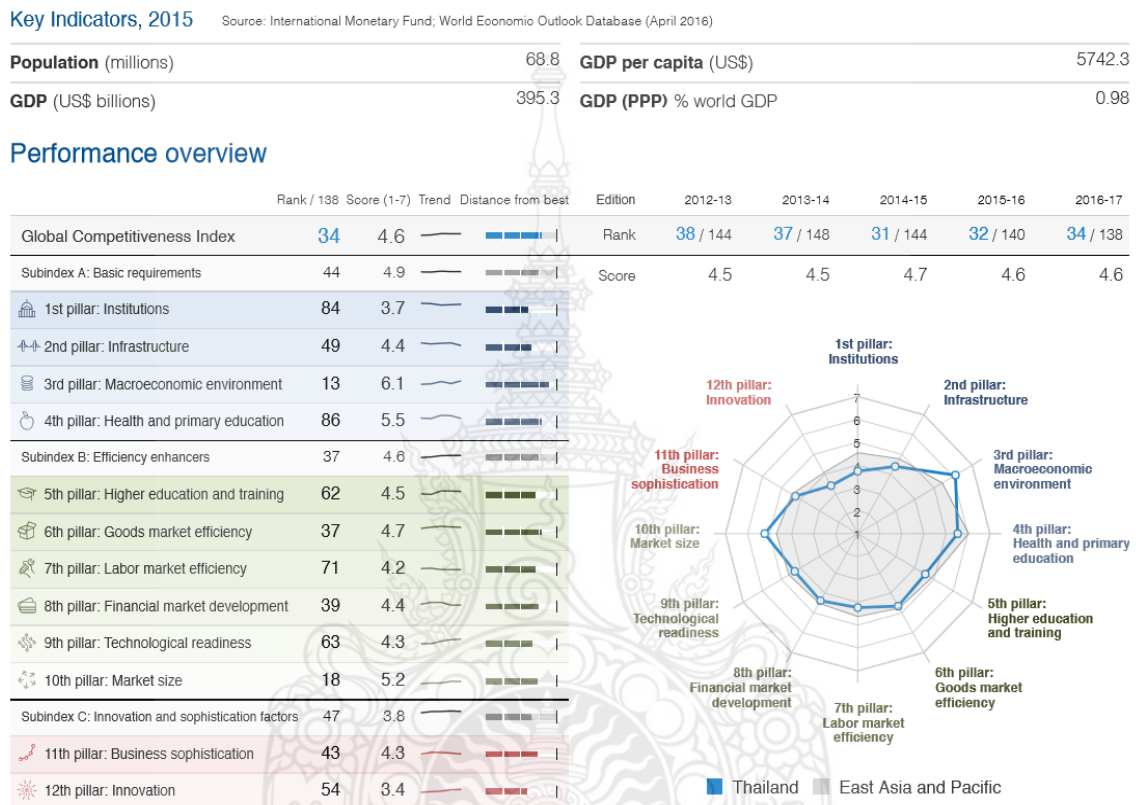 Key Indicators, 2015 Source: International Monetary Fund; World Economic Outlook Database (April 2016)
Population (millions) 68.8 GDP per capita (US$) 5742.3
GDP (US$ billions) 395.3 GDP (PPP) % world GDP 0.98
Performance overview
Rank / 138 Score (1-7) Trend Distance from best Edition 2012-13 2013-14 2014-15 2015-16 2016-17
Global Competitiveness Index 34 4.6 Rank 38 / 144 37 / 148 31 / 144 32 / 140 34 / 138
Subindex A: Basic requirements 44 4.9 Score 4.5 4.5 4.7 4.6 4.6
1st pillar: Institutions 84 3.7
2nd pillar: Infrastructure 49 4.4
3rd pillar: Macroeconomic environment 13 6.1
4th pillar: Health and primary education 86 5.5
Subindex B: Efficiency enhancers 37 4.6
5th pillar: Higher education and training 62 4.5
6th pillar: Goods market efficiency 37 4.7
7th pillar: Labor market efficiency 71 4.2
8th pillar: Financial market development 39 4.4
9th pillar: Technological readiness 63 4.3
10th pillar: Market size 18 5.2
Subindex C: Innovation and sophistication factors 47 3.8
11th pillar: Business sophistication 43 4.3
12th pillar: Innovation 54 3.4
1st pillar:
Institutions
2nd pillar:
Infrastructure
3rd pillar:
Macroeconomic
environment
4th pillar:
Health and primary
education
5th pillar:
Higher education
and training
6th pillar:
Goods market
efficiency
7th pillar:
Labor market
efficiency
8th pillar:
Financial market
development
9th pillar:
Technological
readiness
10th pillar:
Market size
11th pillar:
Business
sophistication
12th pillar:
Innovation
7
6
5
3
2
1
Thailand East Asia and Pacific